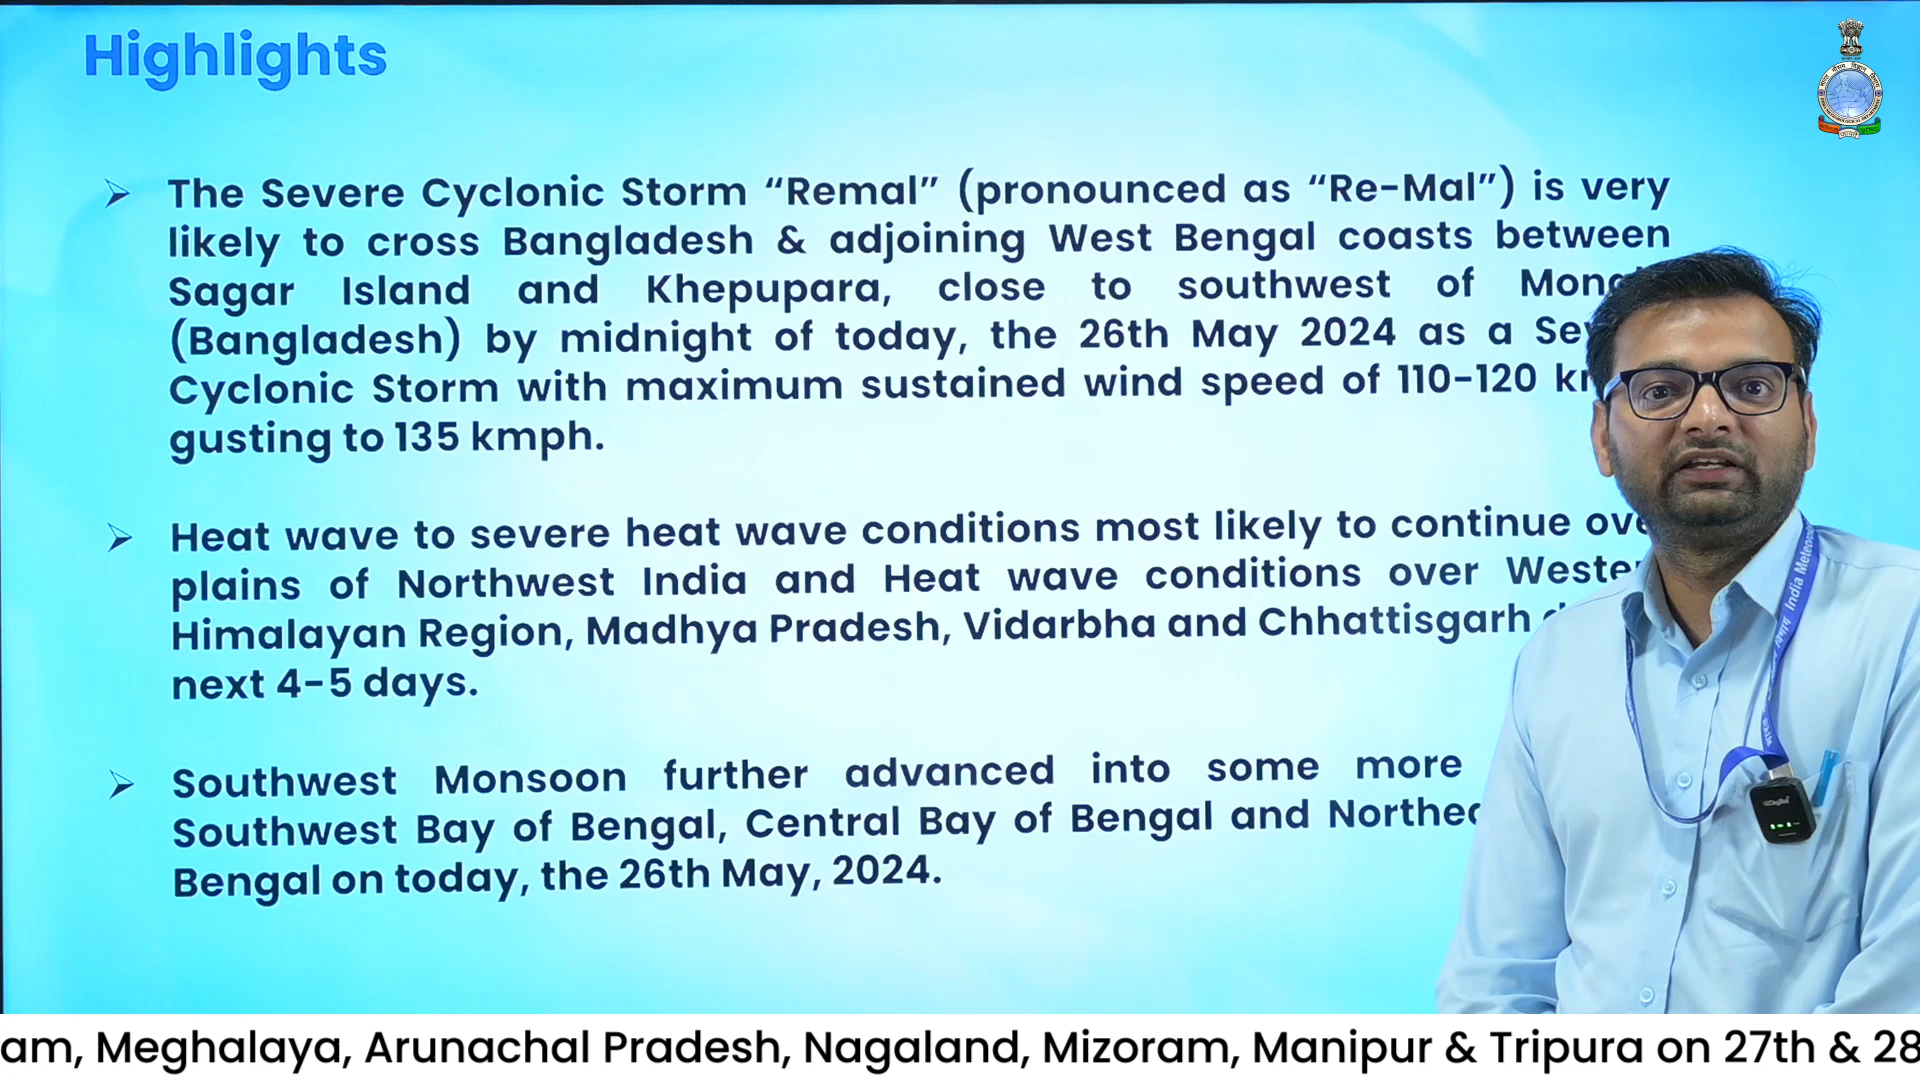 Highlights
The Severe Cyclonic Storm “Remal” (pronounced as “Re-Mal”) is very
likely to cross Bangladesh & adjoining West Bengal coasts between
Sagar Island and Khepupara, close to southwest of
(Bangladesh) by midnight of today, the 26th May 2024 as a
Cyclonic Storm with maximum sustained wind speed of 110-120
gusting to 135 kmph.
Heat wave to severe heat wave conditions most likely to continue
plains of Northwest India and Heat wave conditions over
Himalayan Region, Madhya Pradesh, Vidarbha and Chhattisgarh
next 4-5 days.
Southwest Monsoon further advanced into some more
Southwest Bay of Bengal, Central Bay of Bengal and
Bengal on today, the 26th May, 2024.
India
am, Meghalaya, Arunachal Pradesh, Nagaland, Mizoram, Manipur & Tripura on 27th & 28